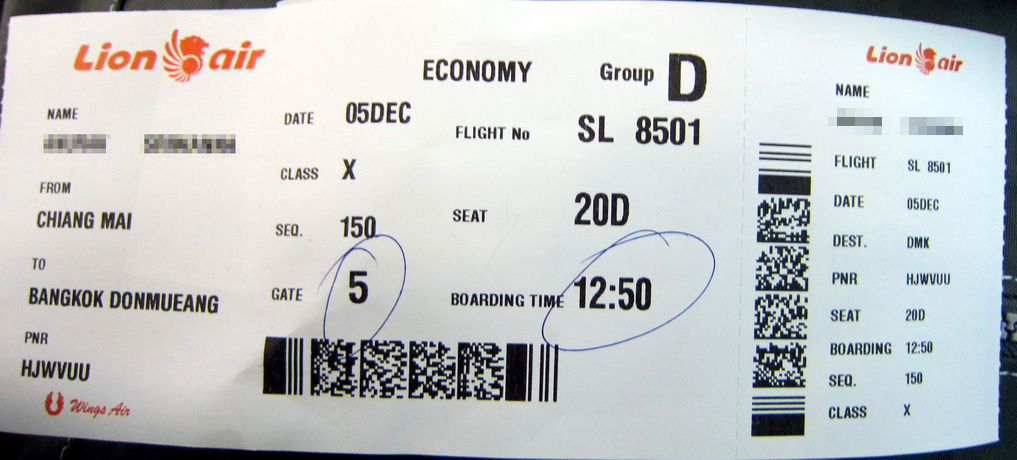 Lion air
ECONOMY Group D
NAME
DATE 05DEC
FLIGHT No SL 8501
CLASS X
FROM
CHIANG MAI
SEQ. 150
SEAT 20D
TO
BANGKOK DONMUEANG
GATE 5
BOARDING TIME 12:50
PNR
HJWVUU
Wings Air
Lion air
NAME
FLIGHT SL 8501
DATE 05DEC
DEST. DMK
PNR HJWVUU
SEAT 20D
BOARDING 12:50
SEQ. 150
CLASS X